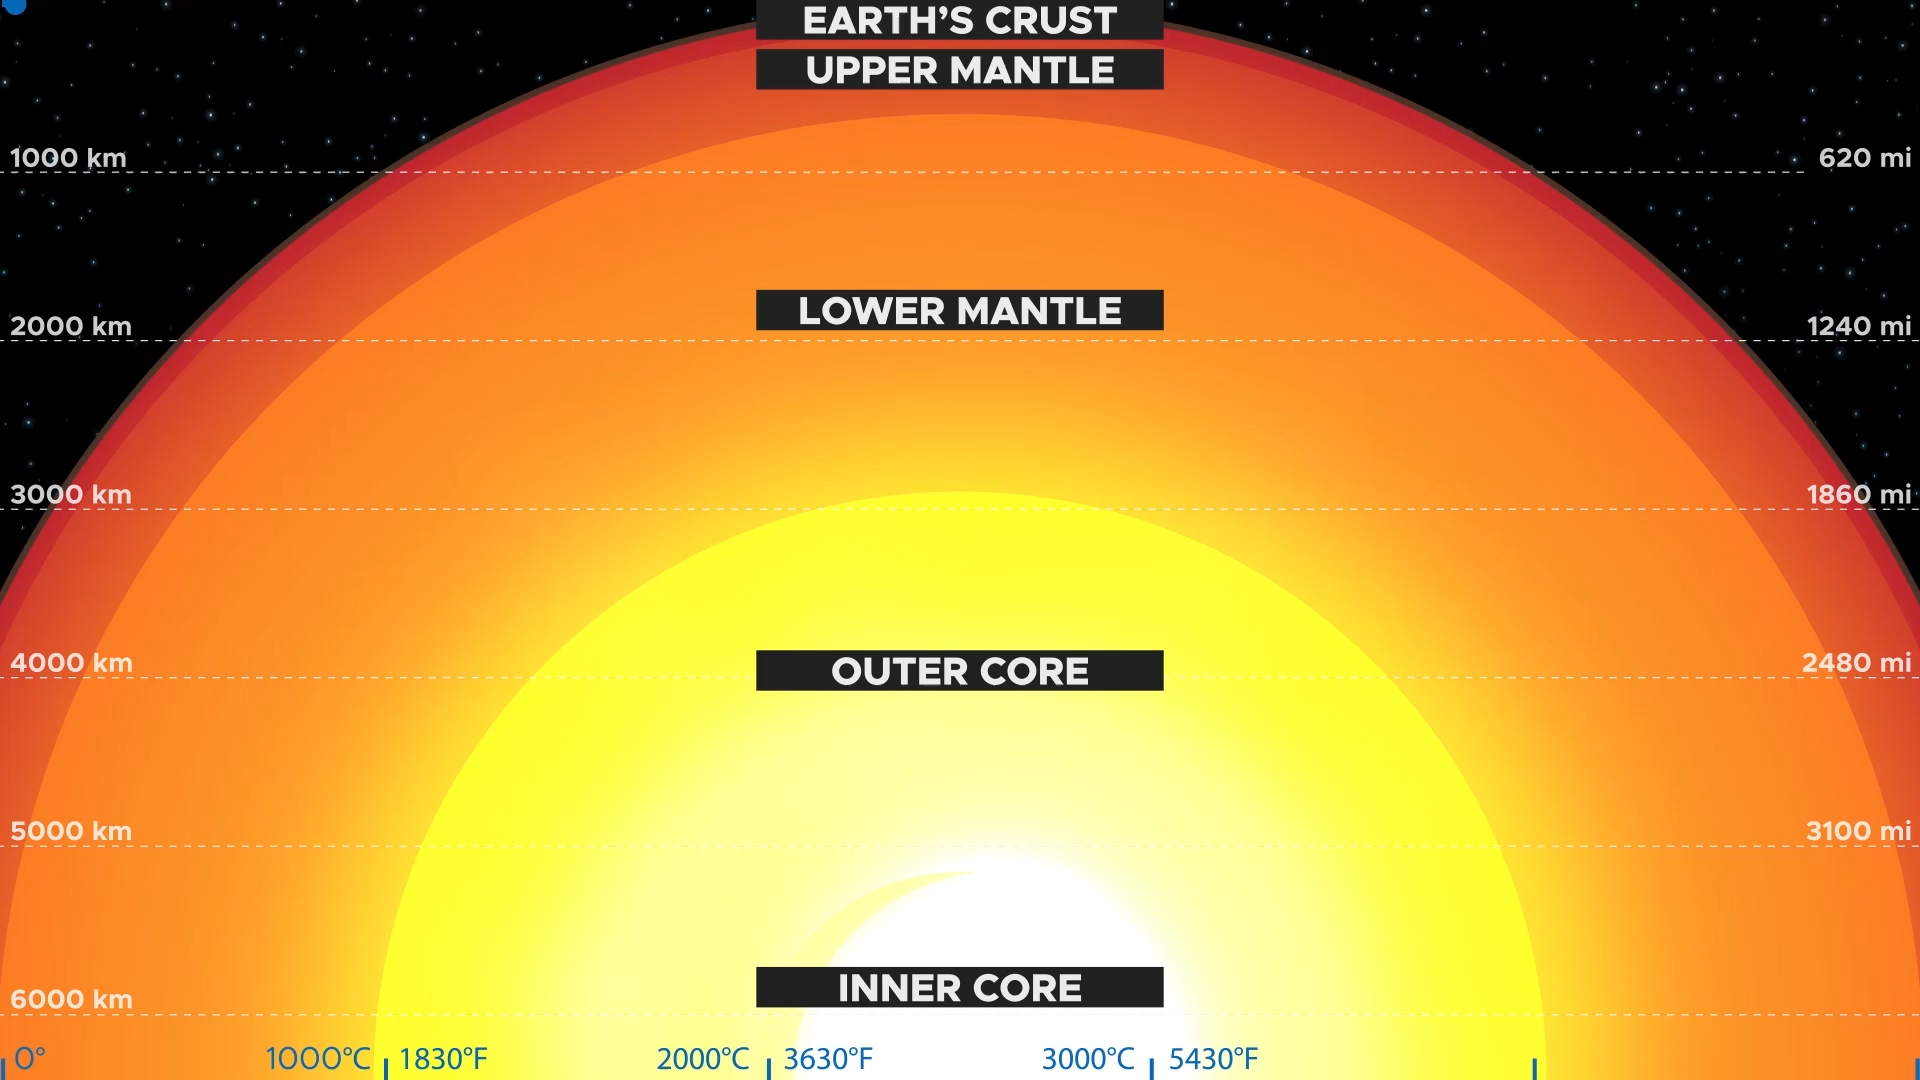 EARTH'S CRUST
UPPER MANTLE
1000 km 620 mi
LOWER MANTLE
2000 km 1240 mi
3000 km 1860 mi
OUTER CORE
4000 km 2480 mi
5000 km 3100 mi
INNER CORE
6000 km
0° 1000°C 1830°F 2000°C 3630°F 3000°C 5430°F